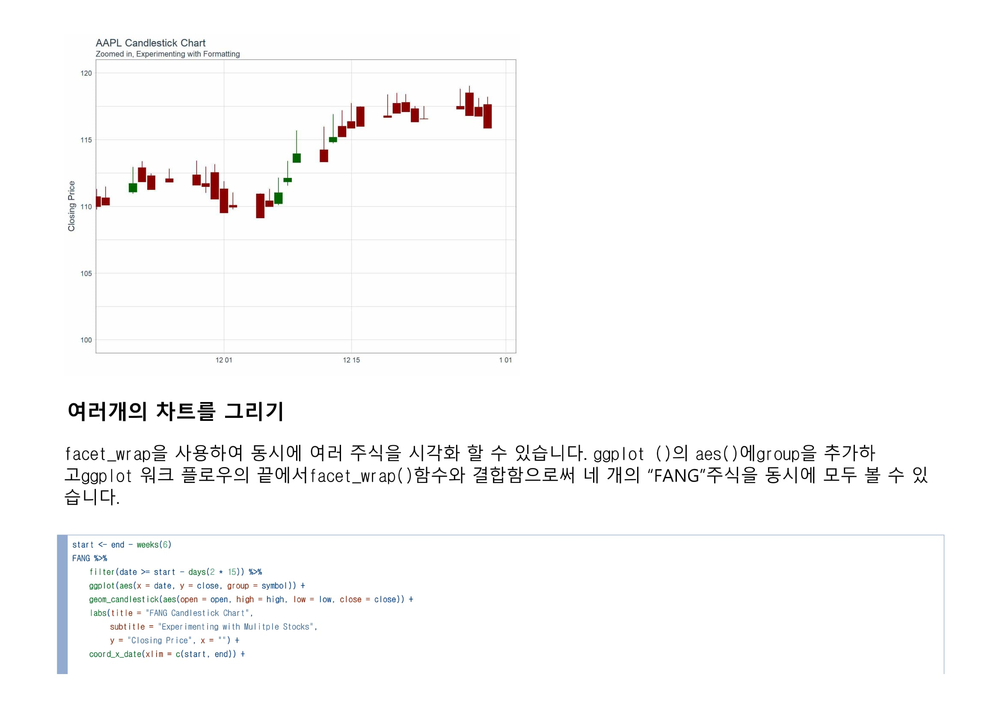 AAPL Candlestick Chart
Zoomed in, Experimenting with Formatting
120
115
110
105
100
Closing Price
12 01
12 15
1 01
여러개의 차트를 그리기
facet_wrap을 사용하여 동시에 여러 주식을 시각화 할 수 있습니다. ggplot ()의 aes()에group을 추가하
고ggplot 워크 플로우의 끝에서facet_wrap()함수와 결합함으로써 네 개의 “FANG”주식을 동시에 모두 볼 수 있
습니다.
start <- end - weeks(6)
FANG %>%
    filter(date >= start - days(2 * 15)) %>%
    ggplot(aes(x = date, y = close, group = symbol)) +
    geom_candlestick(aes(open = open, high = high, low = low, close = close)) +
    labs(title = "FANG Candlestick Chart",
         subtitle = "Experimenting with Mulitple Stocks",
         y = "Closing Price", x = "") +
    coord_x_date(xlim = c(start, end)) +